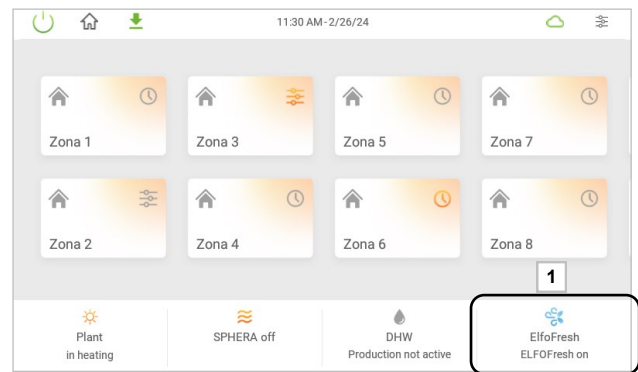 11:30 AM - 2/26/24
Zona 1
Zona 3
Zona 5
Zona 7
Zona 2
Zona 4
Zona 6
Zona 8
1
Plant
in heating
SPHERA off
DHW
Production not active
ElfoFresh
ELFOFresh on